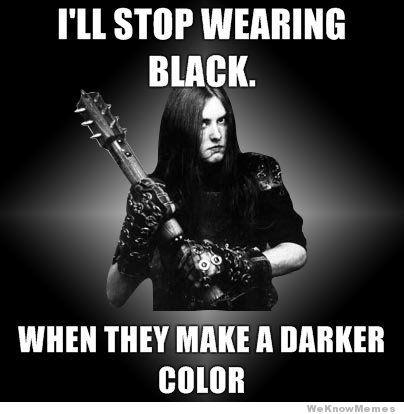 I'LL STOP WEARING
BLACK.
WHEN THEY MAKE A DARKER
COLOR
WeKnowMemes